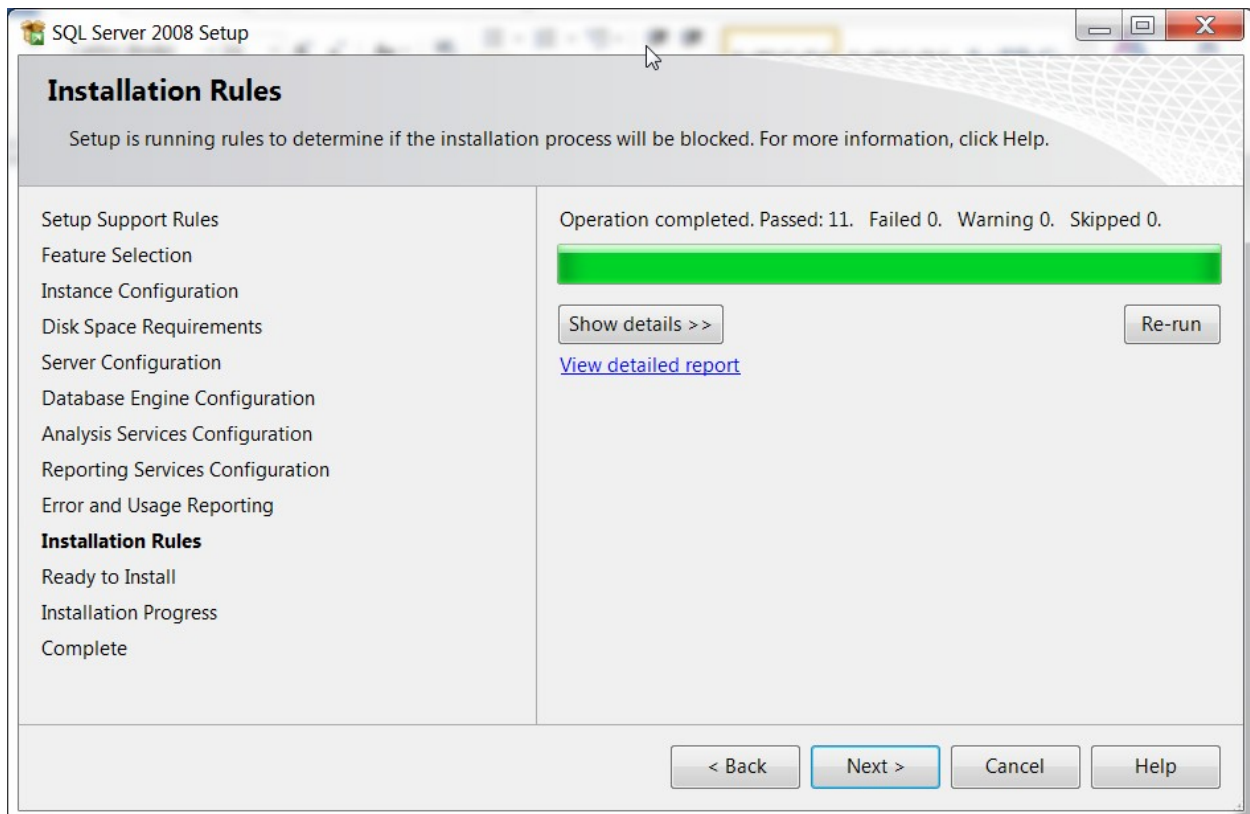 SQL Server 2008 Setup
Installation Rules
Setup is running rules to determine if the installation process will be blocked. For more information, click Help.
Setup Support Rules
Feature Selection
Instance Configuration
Disk Space Requirements
Server Configuration
Database Engine Configuration
Analysis Services Configuration
Reporting Services Configuration
Error and Usage Reporting
Installation Rules
Ready to Install
Installation Progress
Complete
Operation completed. Passed: 11. Failed 0. Warning 0. Skipped 0.
Show details >>
Re-run
View detailed report
< Back
Next >
Cancel
Help